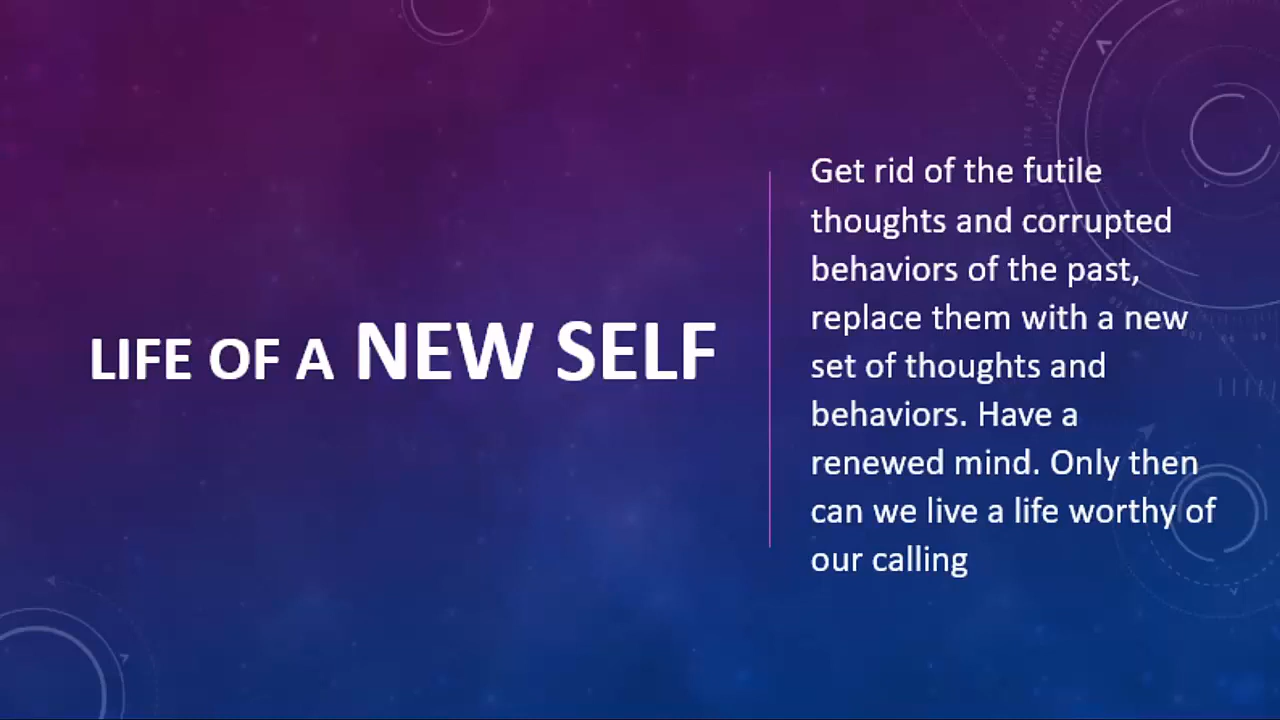 LIFE OF A NEW SELF
Get rid of the futile
thoughts and corrupted
behaviors of the past,
replace them with a new
set of thoughts and
behaviors. Have a
renewed mind. Only then
can we live a life worthy of
our calling